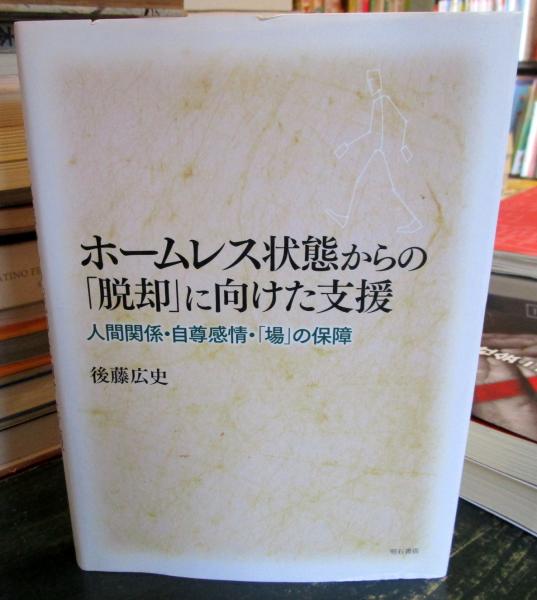 ホームレス状態からの
「脱却」に向けた支援
人間関係・自尊感情・「場」の保障
後藤広史
明石書店